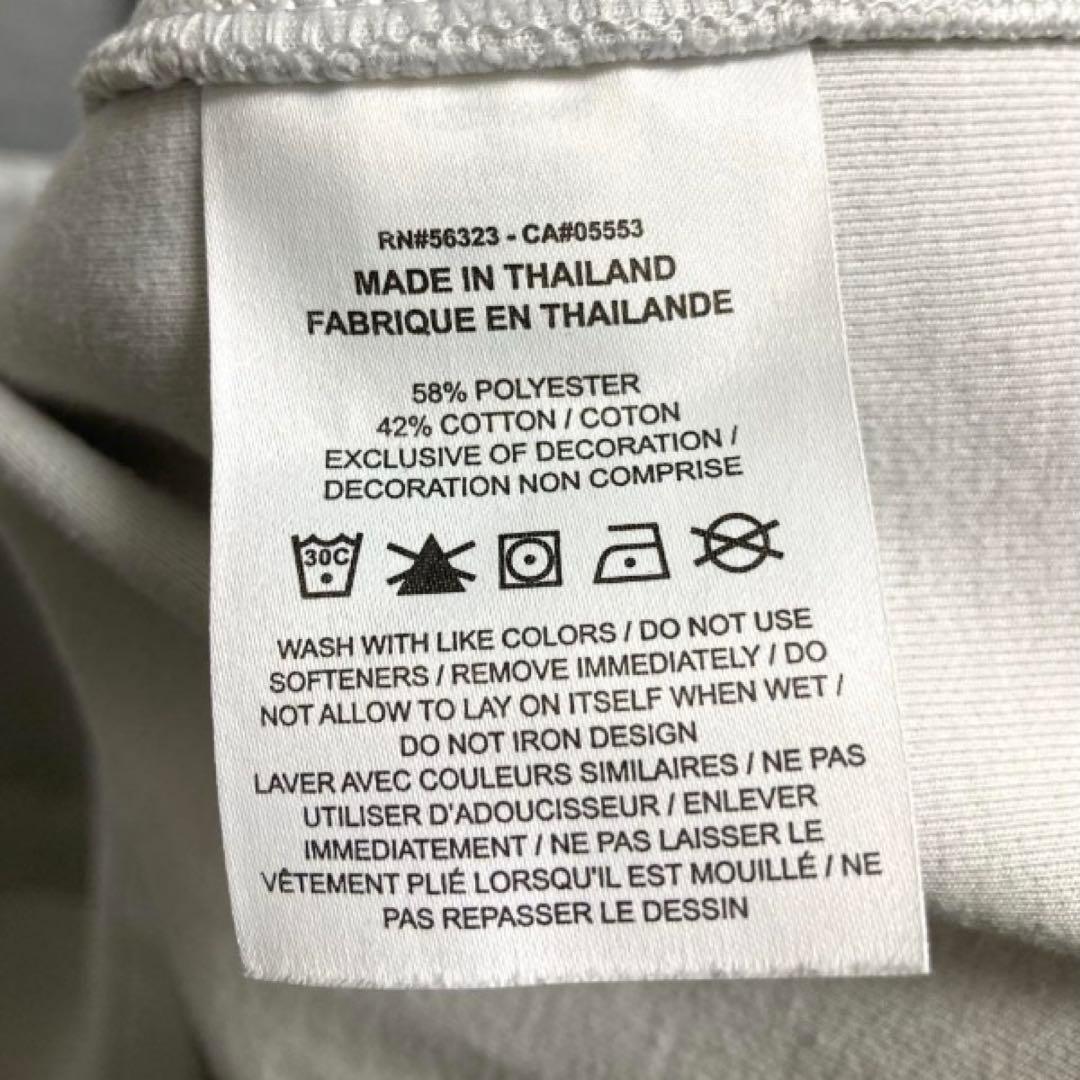 RN#56323 - CA#05553
MADE IN THAILAND
FABRIQUE EN THAILANDE
58% POLYESTER
42% COTTON / COTON
EXCLUSIVE OF DECORATION /
DECORATION NON COMPRISE
30C
WASH WITH LIKE COLORS / DO NOT USE
SOFTENERS / REMOVE IMMEDIATELY / DO
NOT ALLOW TO LAY ON ITSELF WHEN WET /
DO NOT IRON DESIGN
LAVER AVEC COULEURS SIMILAIRES / NE PAS
UTILISER D'ADOUCISSEUR / ENLEVER
IMMEDIATEMENT / NE PAS LAISSER LE
VÊTEMENT PLIÉ LORSQU'IL EST MOUILLÉ / NE
PAS REPASSER LE DESSIN